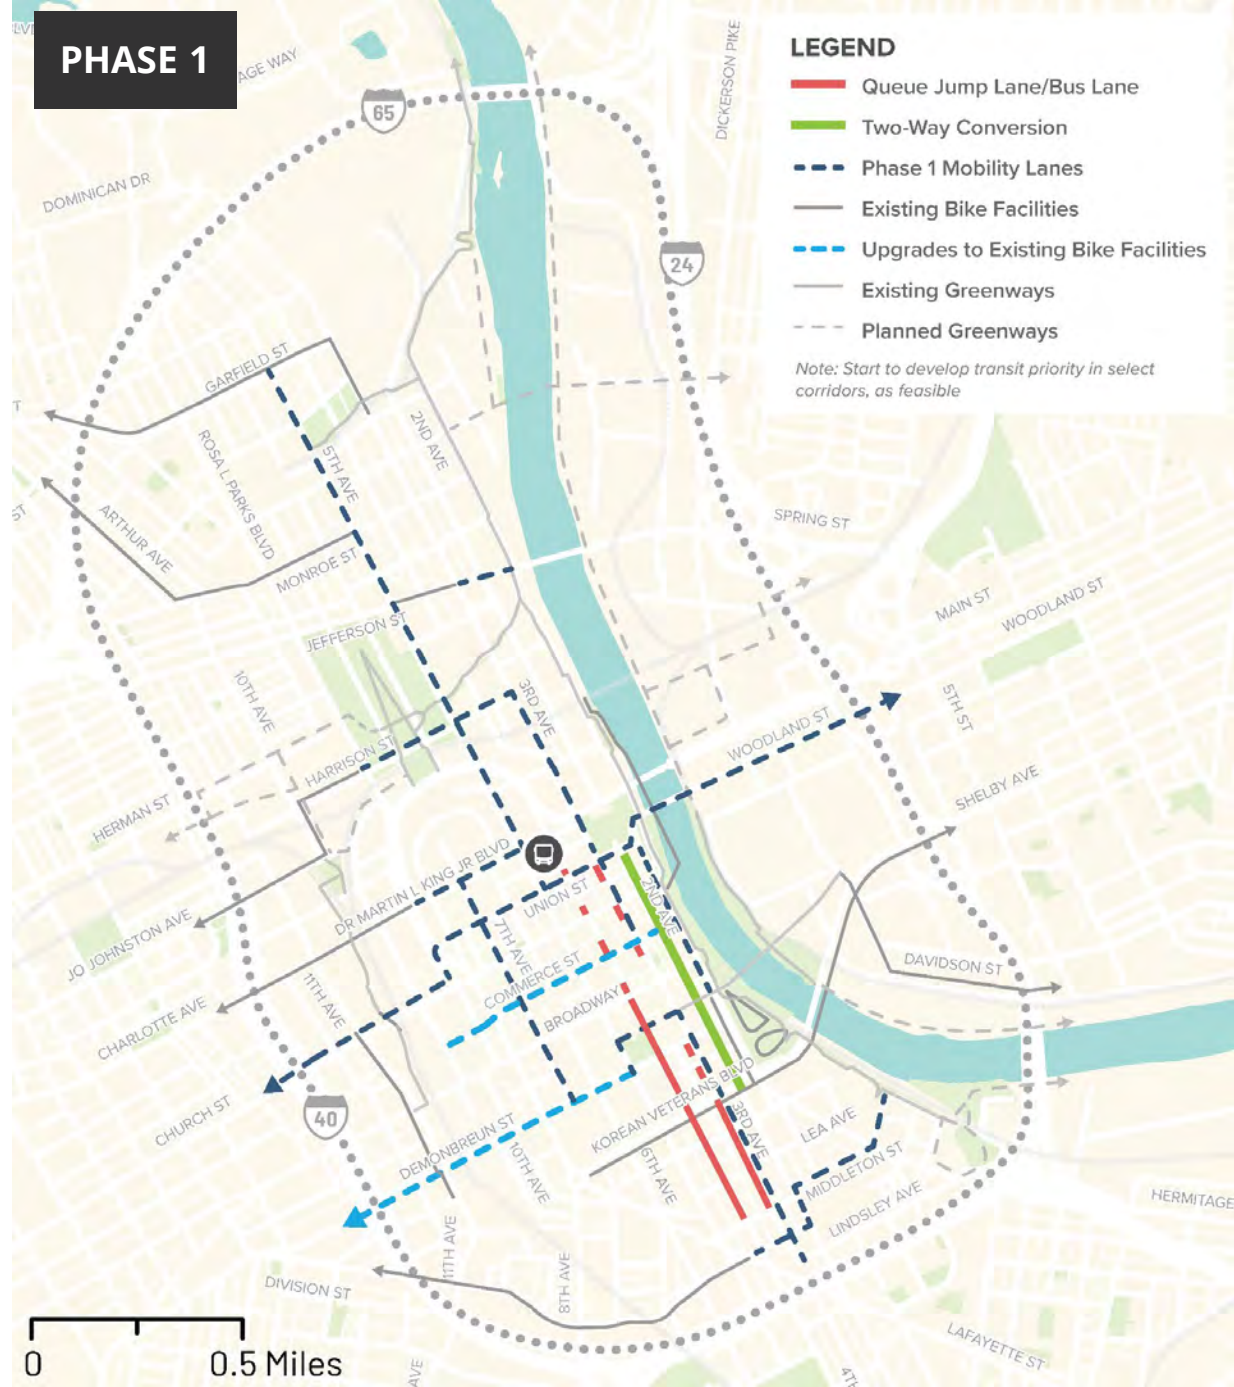 PHASE 1
AGE WAY
65
DICKERSON PIKE
LEGEND
Queue Jump Lane/Bus Lane
Two-Way Conversion
Phase 1 Mobility Lanes
Existing Bike Facilities
Upgrades to Existing Bike Facilities
Existing Greenways
Planned Greenways
Note: Start to develop transit priority in select
corridors, as feasible
DOMINICAN DR
24
GARFIELD ST
T
2ND AVE
ROSA L PARKS BLVD
5TH AVE
ST
ARTHUR AVE
SPRING ST
MONROE ST
MAIN ST
WOODLAND ST
JEFFERSON ST
10TH AVE
3RD AVE
5TH ST
WOODLAND ST
HARRISON ST
HERMAN ST
SHELBY AVE
DR MARTIN L KING JR BLVD
UNION ST
2ND AVE
JO JOHNSTON AVE
7TH AVE
COMMERCE ST
DAVIDSON ST
11TH AVE
BROADWAY
CHARLOTTE AVE
KOREAN VETERANS BLVD
CHURCH ST
40
3RD AVE
LEA AVE
DEMONBREUN ST
10TH AVE
6TH AVE
MIDDLETON ST
LINDSLEY AVE
HERMITAGE
11TH AVE
8TH AVE
DIVISION ST
LAFAYETTE ST
0
0.5 Miles
AVE
4TH